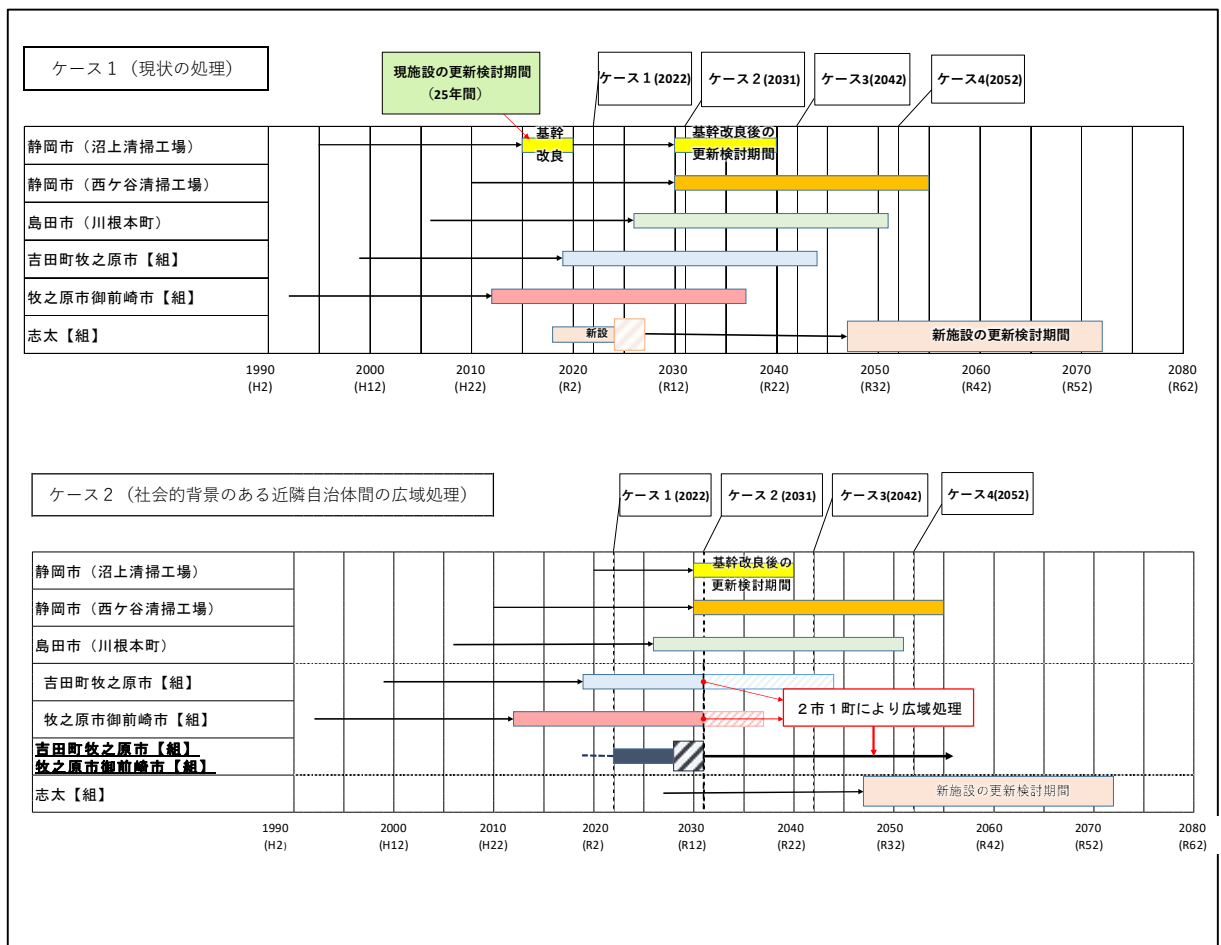 ケース１（現状の処理）
現施設の更新検討期間
（25年間）
ケース１(2022)
ケース２(2031)
ケース3(2042)
ケース4(2052)
静岡市（沼上清掃工場）
基幹
改良
基幹改良後の
更新検討期間
静岡市（西ケ谷清掃工場）
島田市（川根本町）
吉田町牧之原市【組】
牧之原市御前崎市【組】
志太【組】
新設
新施設の更新検討期間
1990 2000 2010 2020 2030 2040 2050 2060 2070 2080
(H2) (H12) (H22) (R2) (R12) (R22) (R32) (R42) (R52) (R62)
ケース２（社会的背景のある近隣自治体間の広域処理）
ケース１(2022)
ケース２(2031)
ケース3(2042)
ケース4(2052)
静岡市（沼上清掃工場）
基幹改良後の
更新検討期間
静岡市（西ケ谷清掃工場）
島田市（川根本町）
吉田町牧之原市【組】
牧之原市御前崎市【組】
２市１町により広域処理
吉田町牧之原市【組】
牧之原市御前崎市【組】
志太【組】
新施設の更新検討期間
1990 2000 2010 2020 2030 2040 2050 2060 2070 2080
(H2) (H12) (H22) (R2) (R12) (R22) (R32) (R42) (R52) (R62)